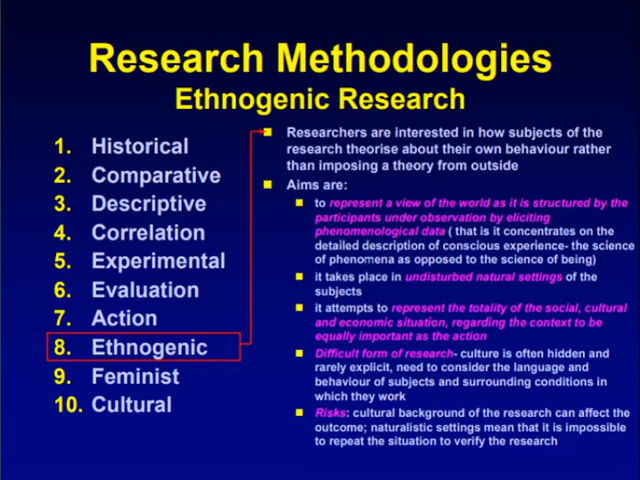 Research Methodologies
Ethnogenic Research
1. Historical
2. Comparative
3. Descriptive
4. Correlation
5. Experimental
6. Evaluation
7. Action
8. Ethnogenic
9. Feminist
10. Cultural
Researchers are interested in how subjects of the
research theorise about their own behaviour rather
than imposing a theory from outside
Aims are:
to represent a view of the world as it is structured by the
participants under observation by eliciting
phenomenological data ( that is it concentrates on the
detailed description of conscious experience- the science
of phenomena as opposed to the science of being)
it takes place in undisturbed natural settings of the
subjects
it attempts to represent the totality of the social, cultural
and economic situation, regarding the context to be
equally important as the action
Difficult form of research- culture is often hidden and
rarely explicit, need to consider the language and
behaviour of subjects and surrounding conditions in
which they work
Risks: cultural background of the research can affect the
outcome; naturalistic settings mean that it is impossible
to repeat the situation to verify the research